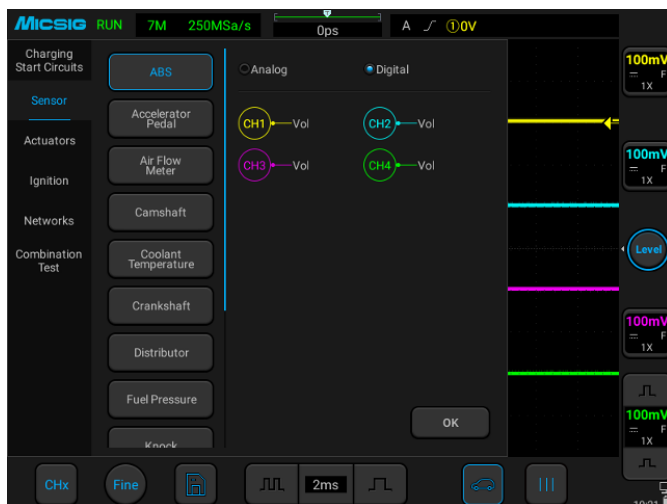 Micsig RUN 7M 250MSa/s 0ps A ①0V
Charging
Start Circuits
Sensor
Actuators
Ignition
Networks
Combination
Test
ABS
Accelerator
Pedal
Air Flow
Meter
Camshaft
Coolant
Temperature
Crankshaft
Distributor
Fuel Pressure
Knock
Analog Digital
CH1 Vol CH2 Vol
CH3 Vol CH4 Vol
OK
100mV
F
1X
100mV
F
1X
Level
100mV
F
1X
100mV
F
1X
CHx Fine 2ms